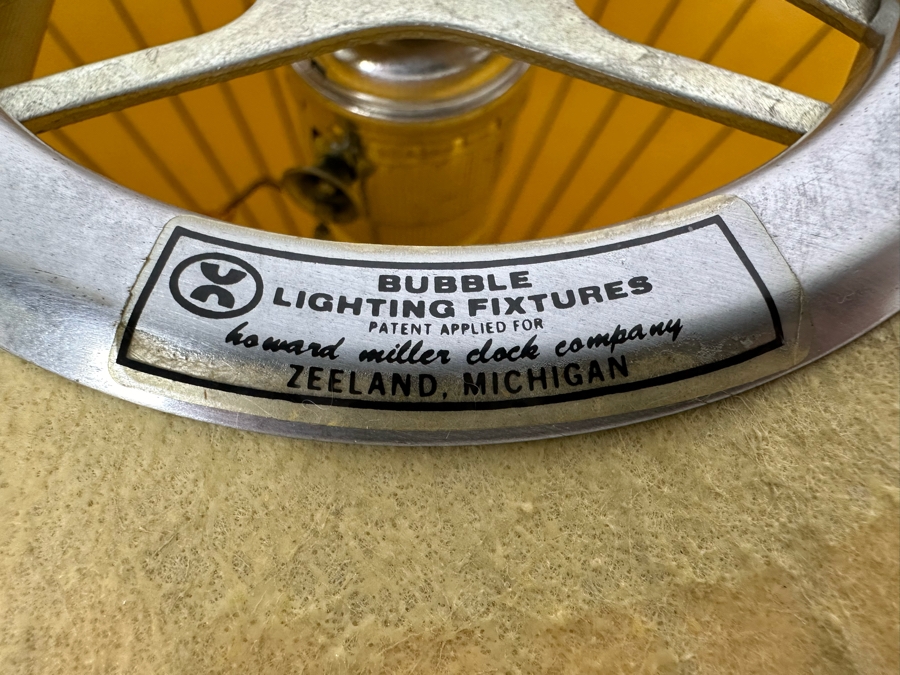 BUBBLE
LIGHTING FIXTURES
PATENT APPLIED FOR
howard miller clock company
ZEELAND, MICHIGAN